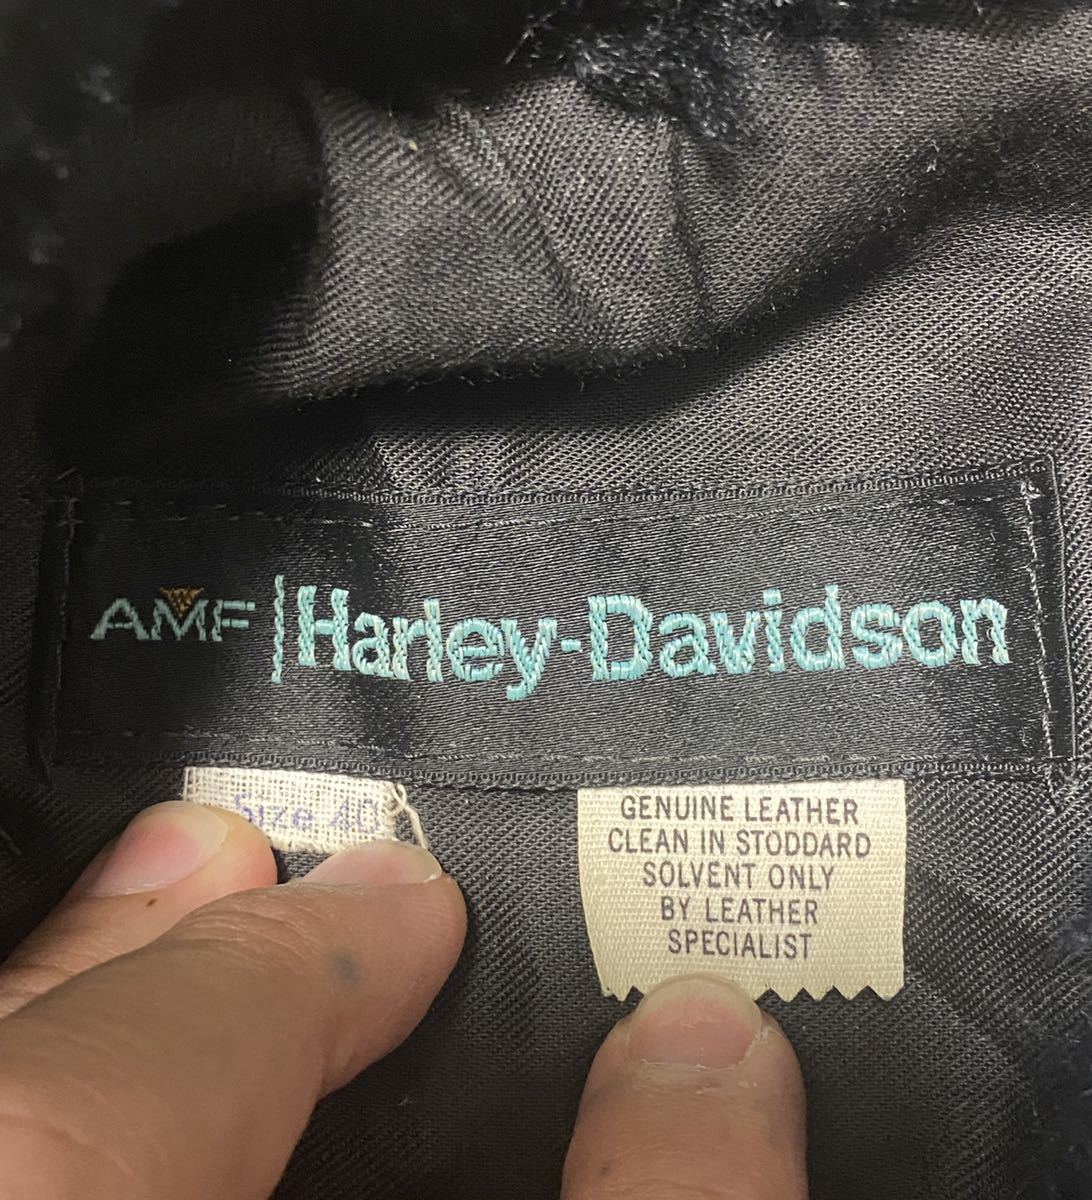 AMF | Harley-Davidson
Size 40
GENUINE LEATHER
CLEAN IN STODDARD
SOLVENT ONLY
BY LEATHER
SPECIALIST